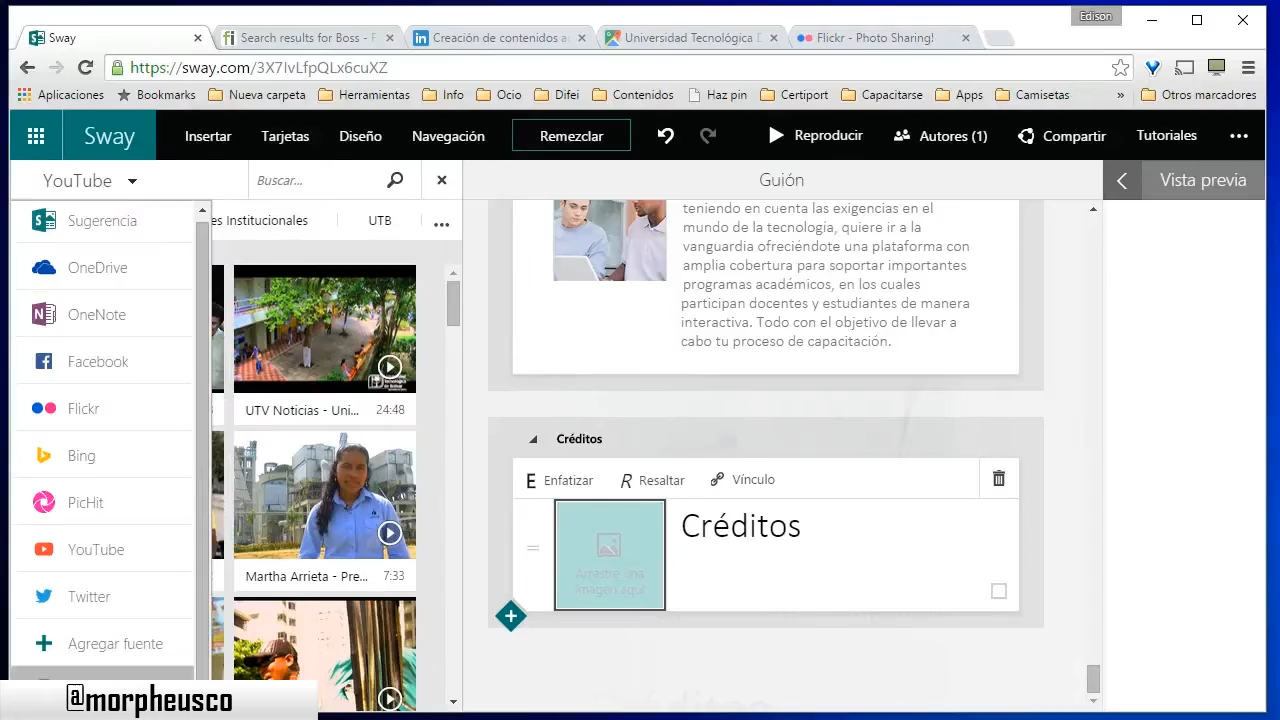 Edison
Sway
Search results for Boss -
Creación de contenidos a
Universidad Tecnológica D
Flickr - Photo Sharing!
https://sway.com/3X7IvLfpQLx6cuXZ
Aplicaciones
Bookmarks
Nueva carpeta
Herramientas
Info
Ocio
Difei
Contenidos
Haz pin
Certiport
Capacitarse
Apps
Camisetas
»
Otros marcadores
Sway
Insertar
Tarjetas
Diseño
Navegación
Remezclar
Reproducir
Autores (1)
Compartir
Tutoriales
YouTube
Buscar...
Guión
Vista previa
Sugerencia
OneDrive
OneNote
Facebook
Flickr
Bing
PicHit
YouTube
Twitter
Agregar fuente
es Institucionales
UTB
UTV Noticias - Uni... 24:48
Martha Arrieta - Pre... 7:33
teniendo en cuenta las exigencias en el
mundo de la tecnología, quiere ir a la
vanguardia ofreciéndote una plataforma con
amplia cobertura para soportar importantes
programas académicos, en los cuales
participan docentes y estudiantes de manera
interactiva. Todo con el objetivo de llevar a
cabo tu proceso de capacitación.
Créditos
E Enfatizar
R Resaltar
Vínculo
Arrastre una
imagen aquí
Créditos
@morpheusco